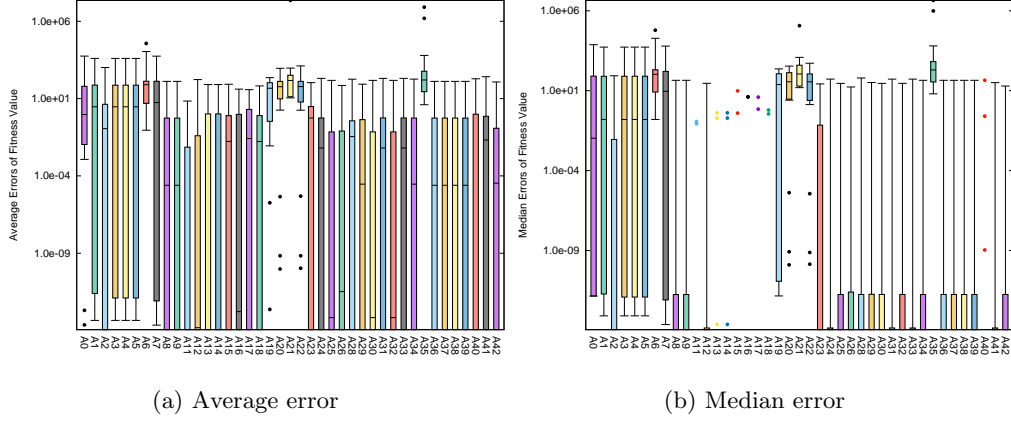 Average Errors of Fitness Value
1.0e+06
1.0e+01
1.0e-04
1.0e-09
A0 A1 A2 A3 A4 A5 A6 A7 A8 A9 A11 A12 A13 A14 A15 A16 A17 A18 A19 A20 A21 A22 A23 A24 A25 A26 A28 A29 A30 A31 A32 A33 A34 A35 A36 A37 A38 A39 A40 A41 A42
(a) Average error
Median Errors of Fitness Value
1.0e+06
1.0e+01
1.0e-04
1.0e-09
A0 A1 A2 A3 A4 A5 A6 A7 A8 A9 A11 A12 A13 A14 A15 A16 A17 A18 A19 A20 A21 A22 A23 A24 A25 A26 A28 A29 A30 A31 A32 A33 A34 A35 A36 A37 A38 A39 A40 A41 A42
(b) Median error